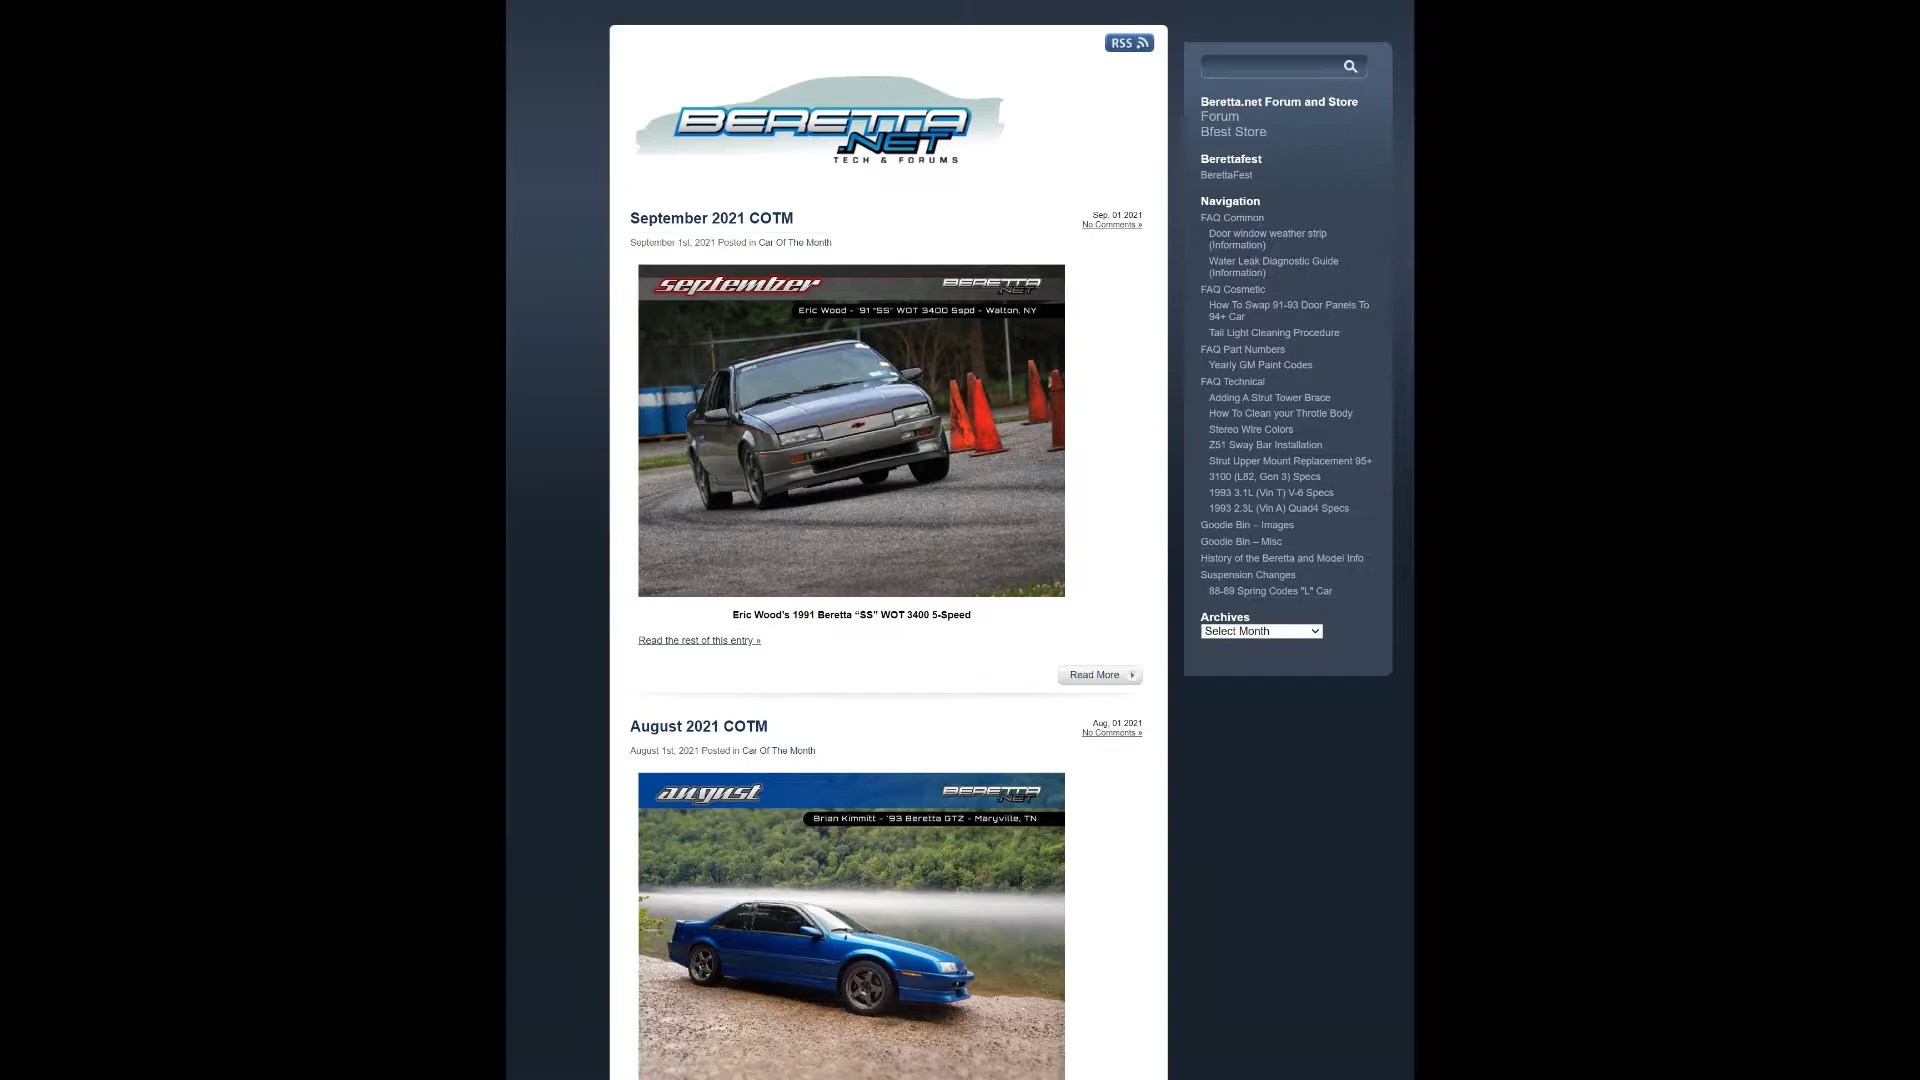 RSS
BERETTA
.NET
TECH & FORUMS
September 2021 COTM
Sep, 01 2021
No Comments »
September 1st, 2021 Posted in Car Of The Month
september
BERETTA
.NET
Eric Wood - '91 "SS" WOT 3400 5spd - Walton, NY
Eric Wood's 1991 Beretta “SS” WOT 3400 5-Speed
Read the rest of this entry »
Read More
August 2021 COTM
Aug, 01 2021
No Comments »
August 1st, 2021 Posted in Car Of The Month
august
BERETTA
.NET
Brian Kimmitt - '93 Beretta GTZ - Maryville, TN
Beretta.net Forum and Store
Forum
Bfest Store
Berettafest
BerettaFest
Navigation
FAQ Common
Door window weather strip
(Information)
Water Leak Diagnostic Guide
(Information)
FAQ Cosmetic
How To Swap 91-93 Door Panels To
94+ Car
Tail Light Cleaning Procedure
FAQ Part Numbers
Yearly GM Paint Codes
FAQ Technical
Adding A Strut Tower Brace
How To Clean your Throtle Body
Stereo Wire Colors
Z51 Sway Bar Installation
Strut Upper Mount Replacement 95+
3100 (L82, Gen 3) Specs
1993 3.1L (Vin T) V-6 Specs
1993 2.3L (Vin A) Quad4 Specs
Goodie Bin – Images
Goodie Bin – Misc
History of the Beretta and Model Info
Suspension Changes
88-89 Spring Codes "L" Car
Archives
Select Month